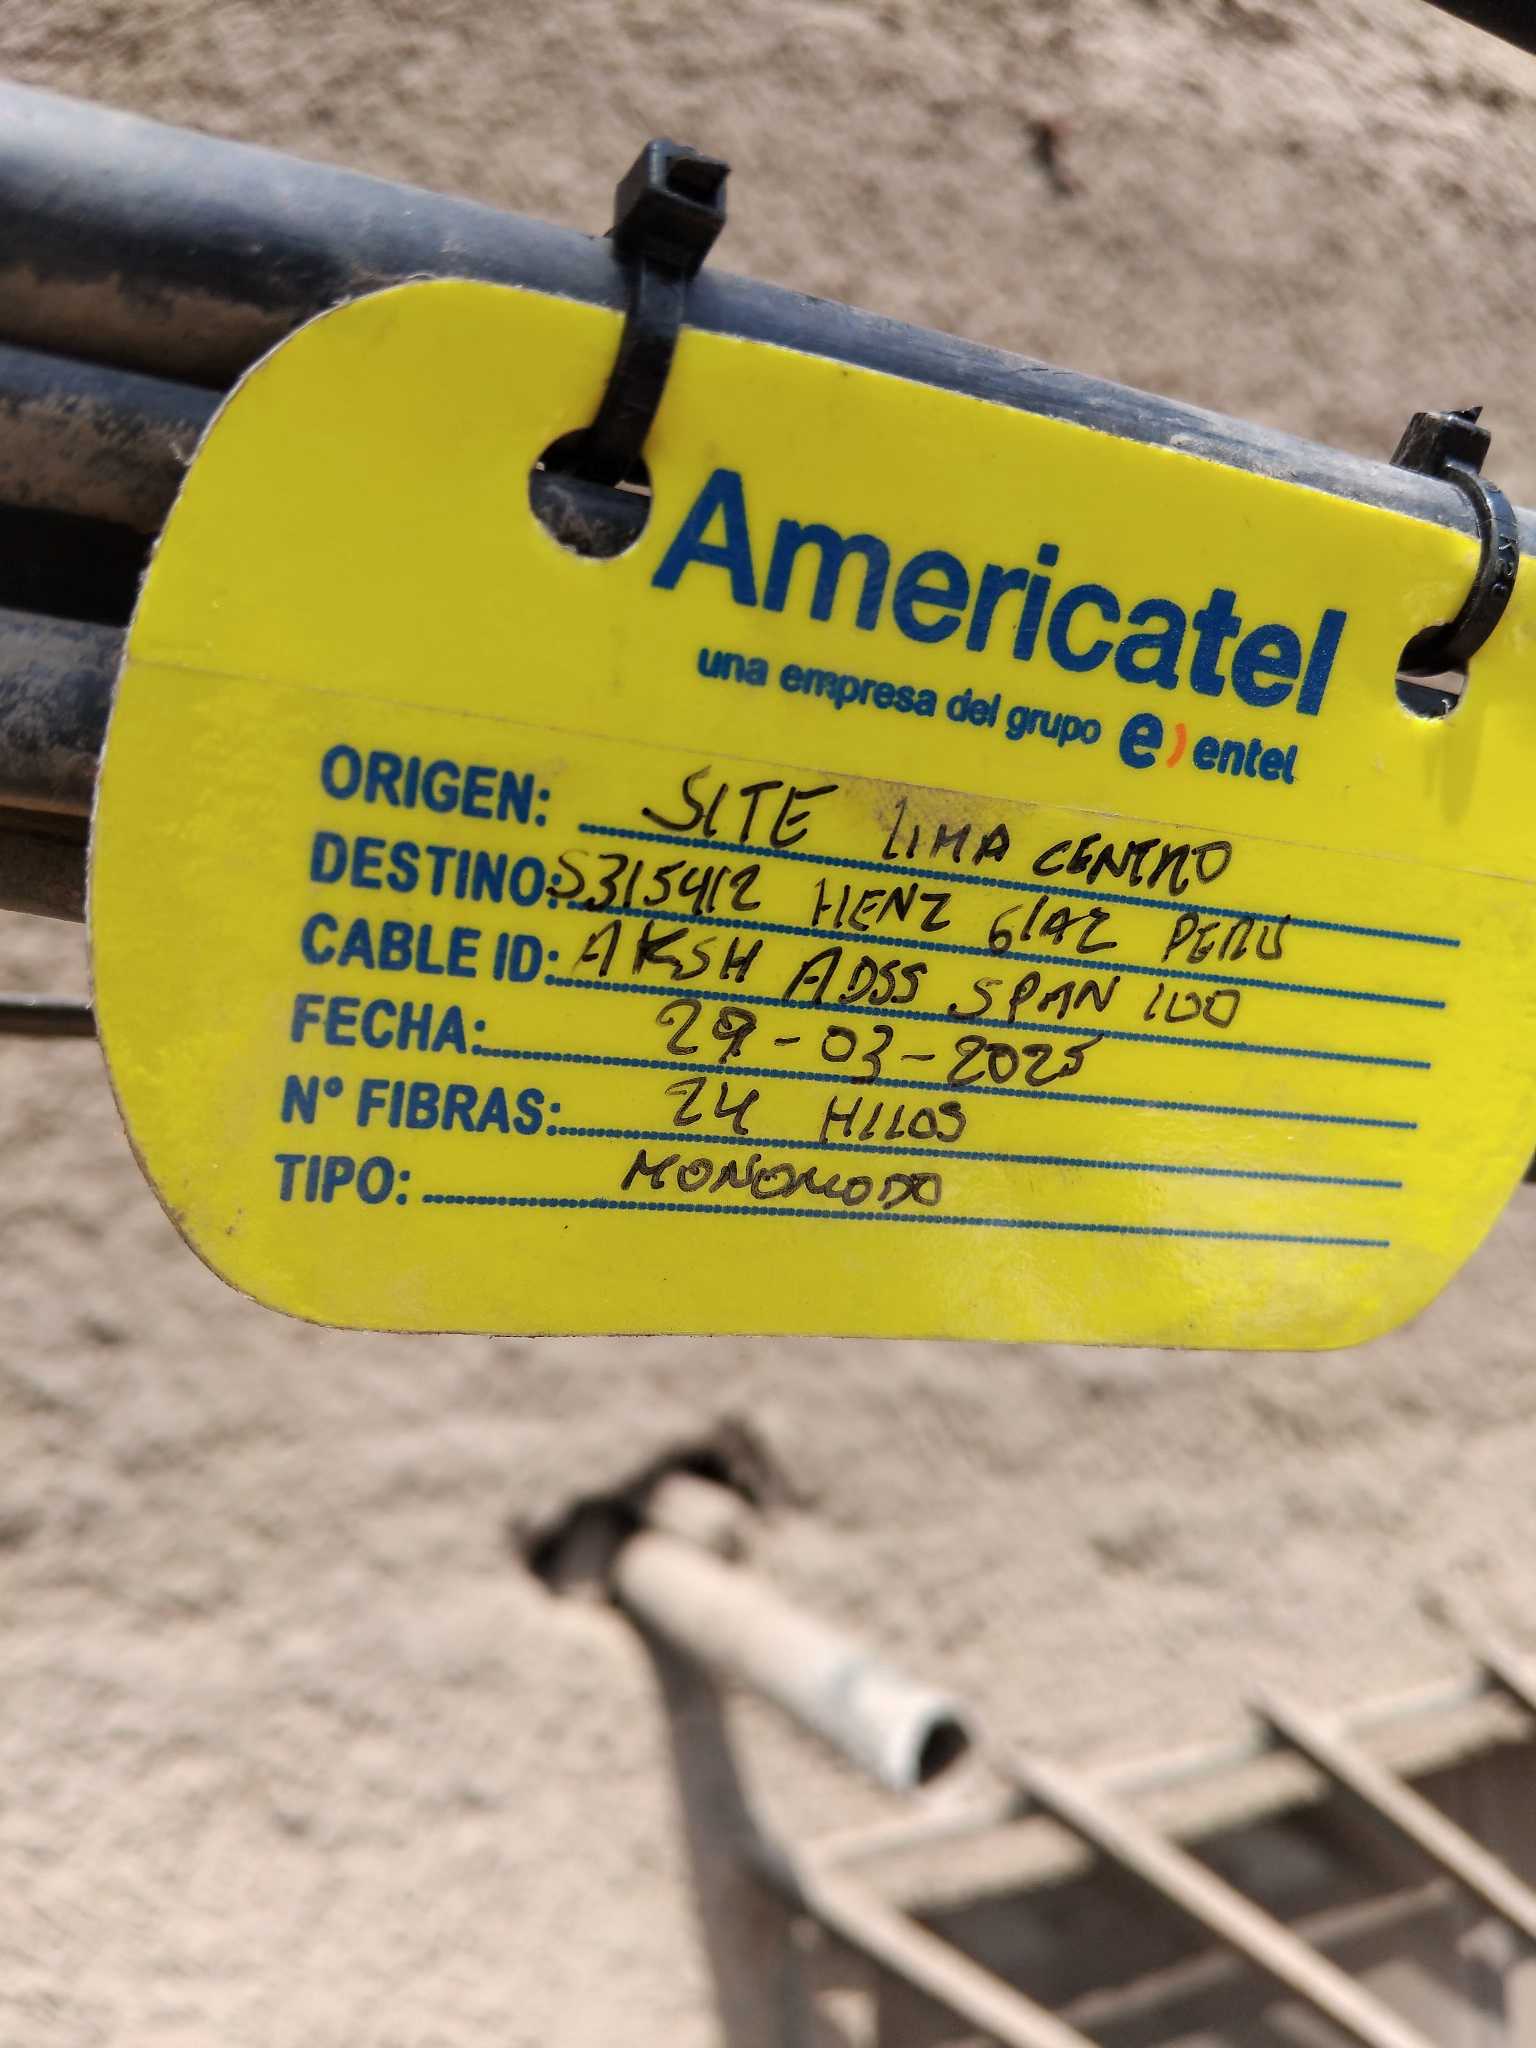 Americatel
una empresa del grupo e) entel
ORIGEN: SITE LIMA CENTRO
DESTINO: S315412 HENZ GIAZ PERU
CABLE ID: AKSH ADSS SPAN 100
FECHA: 29-03-2025
N° FIBRAS: 24 HILOS
TIPO: MONOMODO